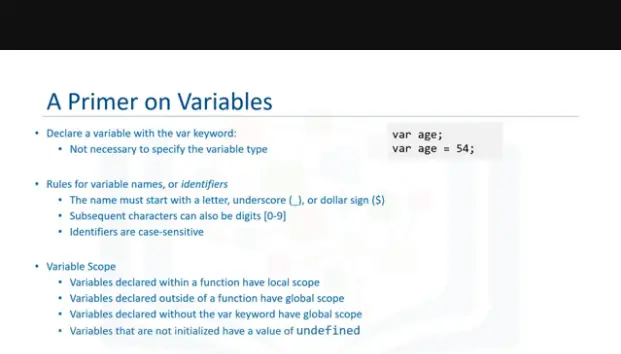 A Primer on Variables
• Declare a variable with the var keyword:
• Not necessary to specify the variable type
var age;
var age = 54;
• Rules for variable names, or identifiers
• The name must start with a letter, underscore (_), or dollar sign ($)
• Subsequent characters can also be digits [0-9]
• Identifiers are case-sensitive
• Variable Scope
• Variables declared within a function have local scope
• Variables declared outside of a function have global scope
• Variables declared without the var keyword have global scope
• Variables that are not initialized have a value of undefined